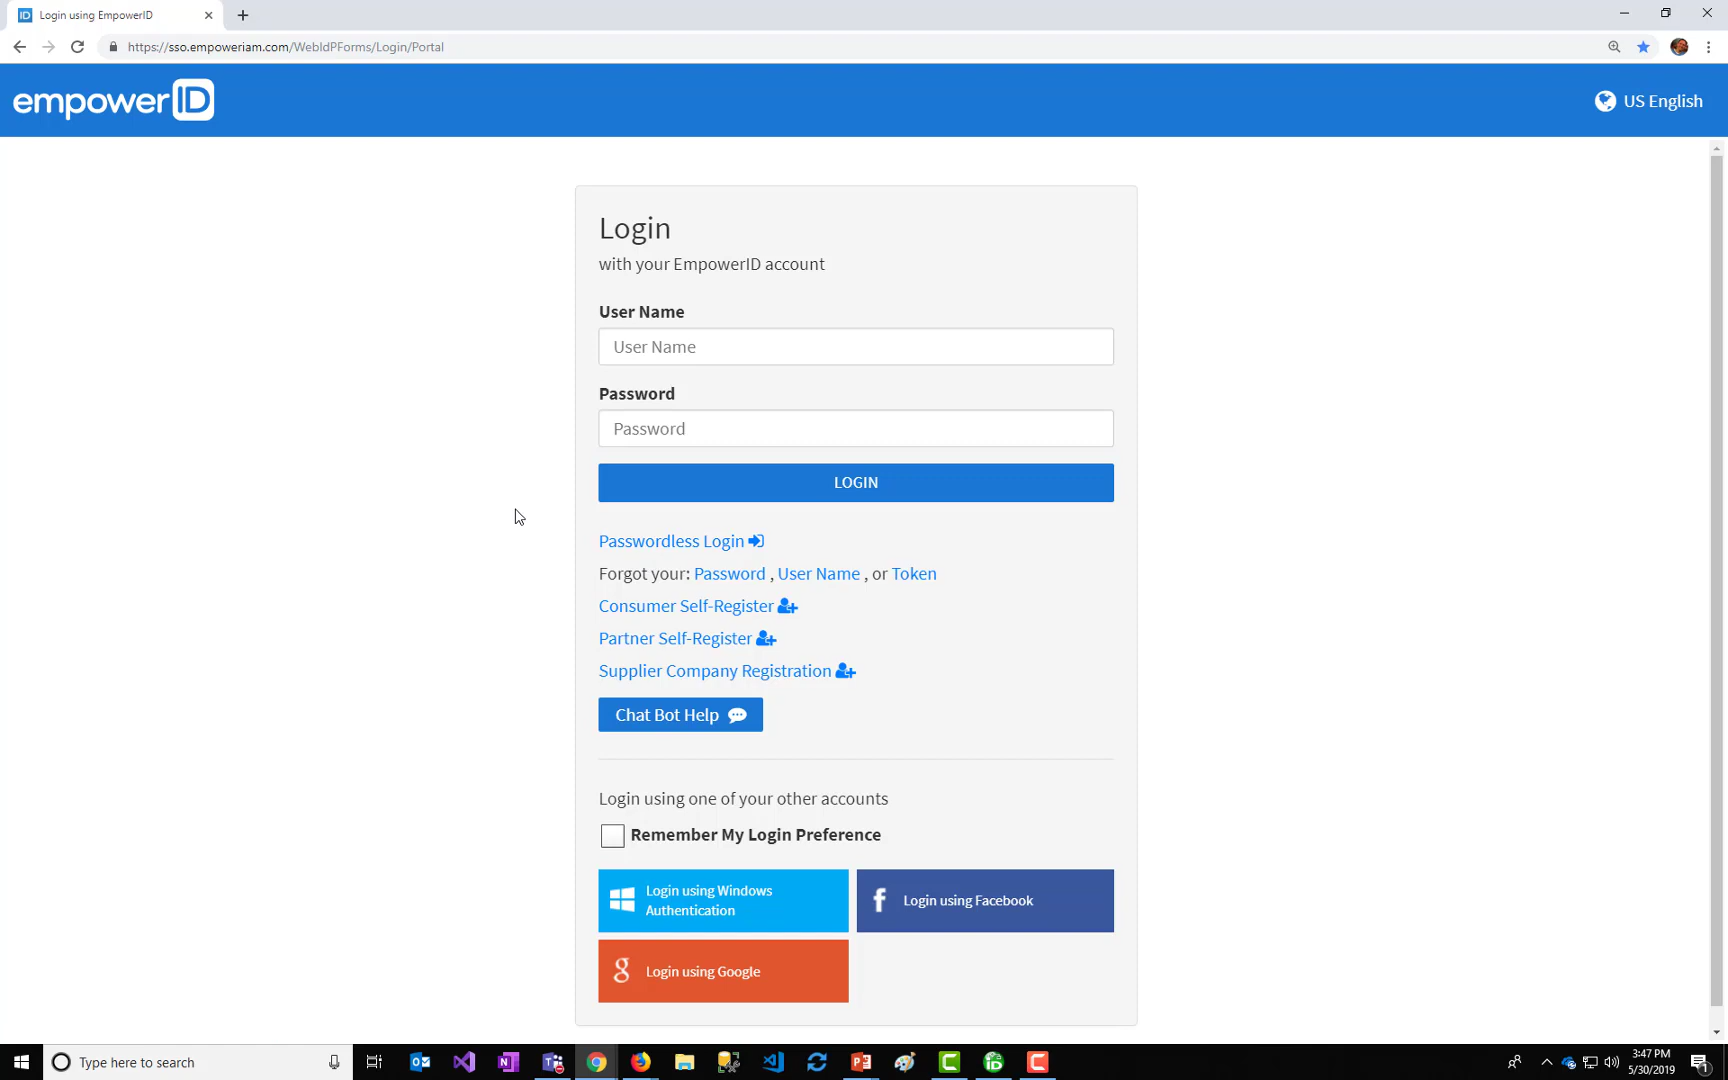 Login using EmpowerID
https://sso.empoweriam.com/WebIdPForms/Login/Portal
empowerID
US English
Login
with your EmpowerID account
User Name
User Name
Password
Password
LOGIN
Passwordless Login
Forgot your: Password , User Name , or Token
Consumer Self-Register
Partner Self-Register
Supplier Company Registration
Chat Bot Help
Login using one of your other accounts
Remember My Login Preference
Login using Windows
Authentication
Login using Facebook
Login using Google
Type here to search
3:47 PM
5/30/2019